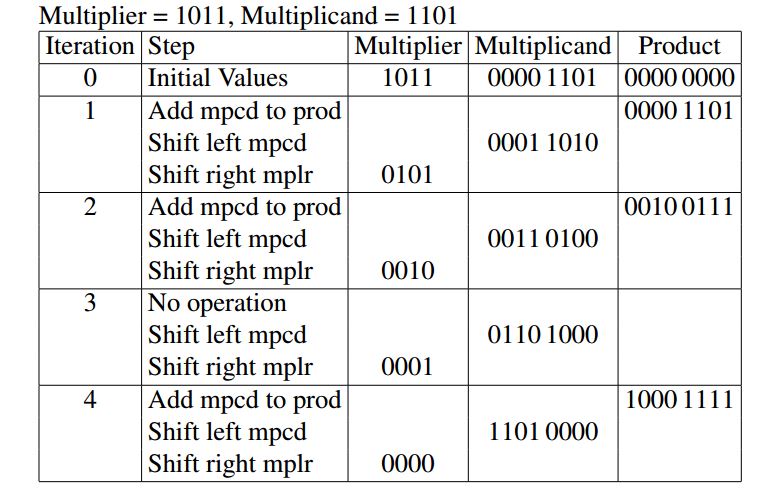 Multiplier = 1011, Multiplicand = 1101
Iteration Step Multiplier Multiplicand Product
0 Initial Values 1011 0000 1101 0000 0000
1 Add mpcd to prod 0000 1101
Shift left mpcd 0001 1010
Shift right mplr 0101
2 Add mpcd to prod 0010 0111
Shift left mpcd 0011 0100
Shift right mplr 0010
3 No operation
Shift left mpcd 0110 1000
Shift right mplr 0001
4 Add mpcd to prod 1000 1111
Shift left mpcd 1101 0000
Shift right mplr 0000